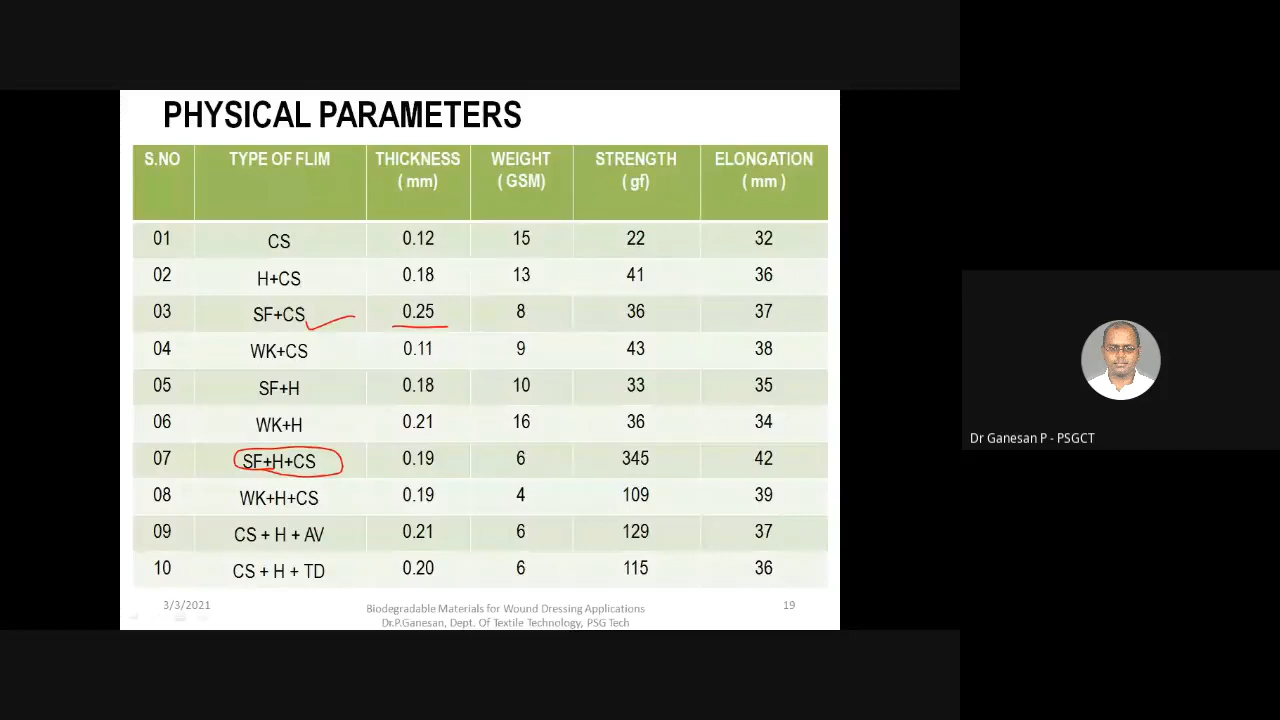 PHYSICAL PARAMETERS
S.NO TYPE OF FLIM THICKNESS ( mm) WEIGHT ( GSM) STRENGTH ( gf) ELONGATION ( mm )
01 CS 0.12 15 22 32
02 H+CS 0.18 13 41 36
03 SF+CS 0.25 8 36 37
04 WK+CS 0.11 9 43 38
05 SF+H 0.18 10 33 35
06 WK+H 0.21 16 36 34
07 SF+H+CS 0.19 6 345 42
08 WK+H+CS 0.19 4 109 39
09 CS + H + AV 0.21 6 129 37
10 CS + H + TD 0.20 6 115 36
3/3/2021
Biodegradable Materials for Wound Dressing Applications
Dr.P.Ganesan, Dept. Of Textile Technology, PSG Tech
19
Dr Ganesan P - PSGCT